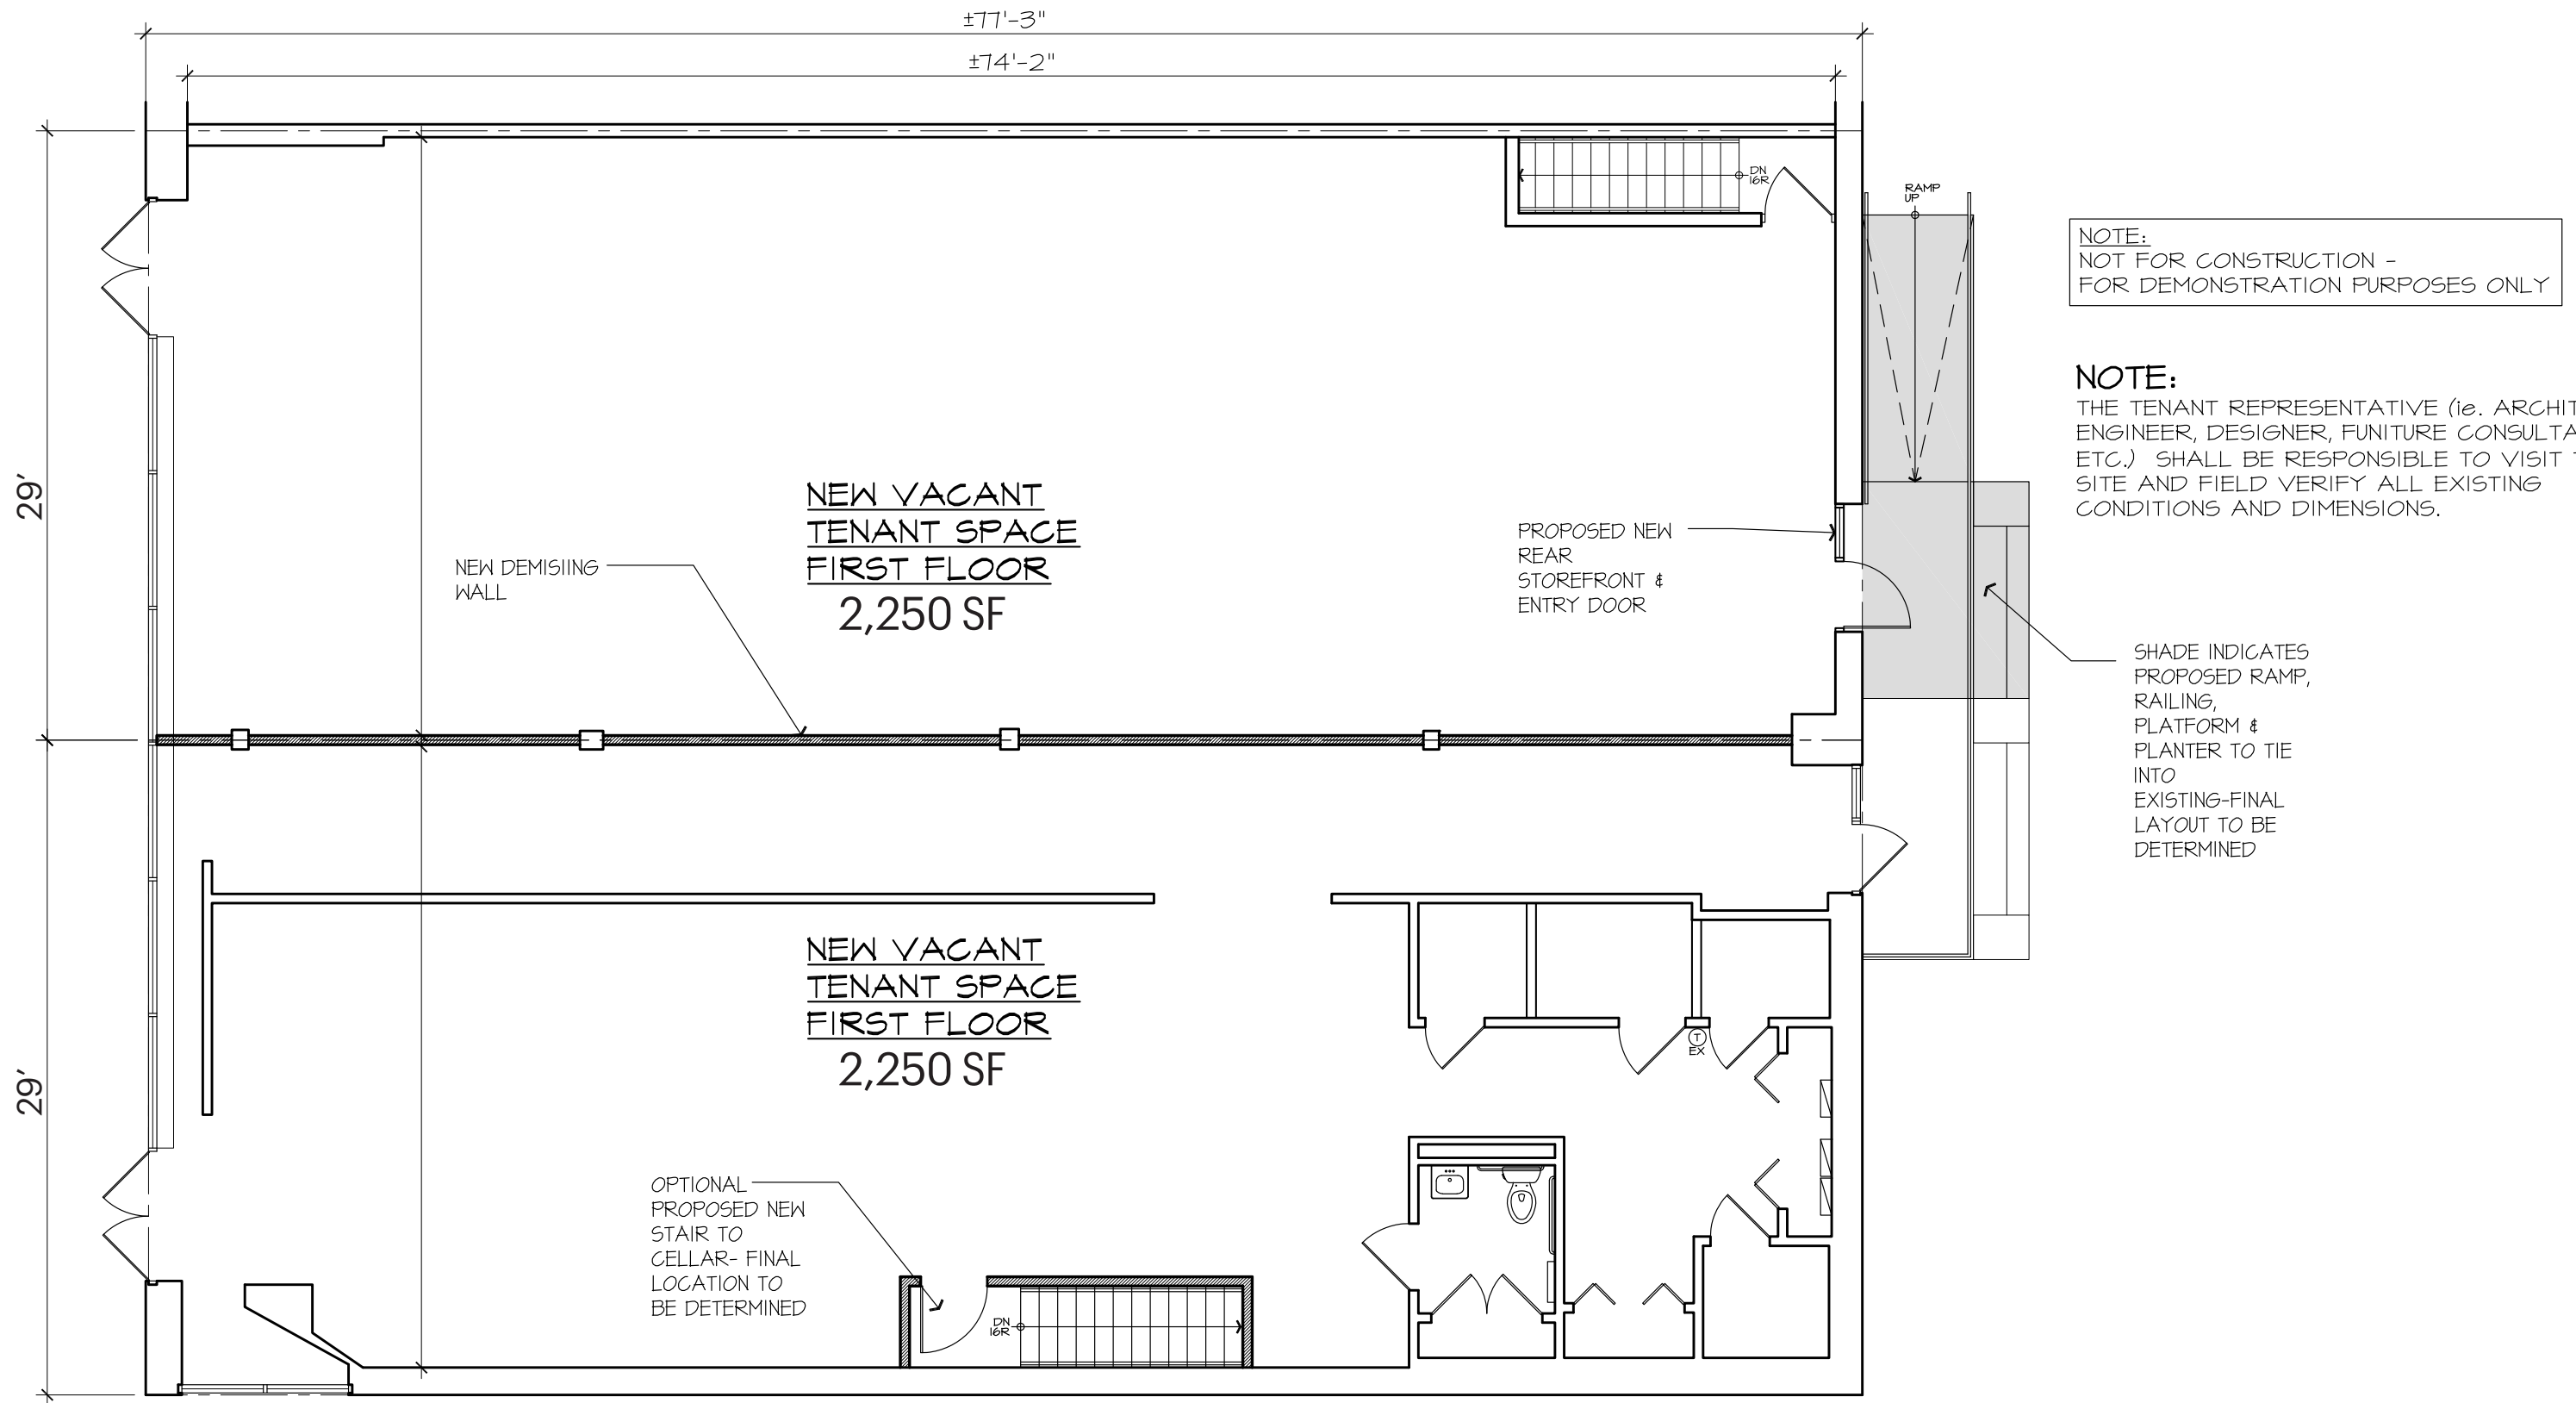 ±77'-3"
±74'-2"
DN
16R
RAMP
UP
NOTE:
NOT FOR CONSTRUCTION -
FOR DEMONSTRATION PURPOSES ONLY
NOTE:
THE TENANT REPRESENTATIVE (ie. ARCHIT
ENGINEER, DESIGNER, FUNITURE CONSULTA
ETC.) SHALL BE RESPONSIBLE TO VISIT T
SITE AND FIELD VERIFY ALL EXISTING
CONDITIONS AND DIMENSIONS.
29'
NEW VACANT
TENANT SPACE
FIRST FLOOR
2,250 SF
NEW DEMISIING
WALL
PROPOSED NEW
REAR
STOREFRONT &
ENTRY DOOR
SHADE INDICATES
PROPOSED RAMP,
RAILING,
PLATFORM &
PLANTER TO TIE
INTO
EXISTING-FINAL
LAYOUT TO BE
DETERMINED
29'
NEW VACANT
TENANT SPACE
FIRST FLOOR
2,250 SF
T
EX
OPTIONAL
PROPOSED NEW
STAIR TO
CELLAR- FINAL
LOCATION TO
BE DETERMINED
DN
16R